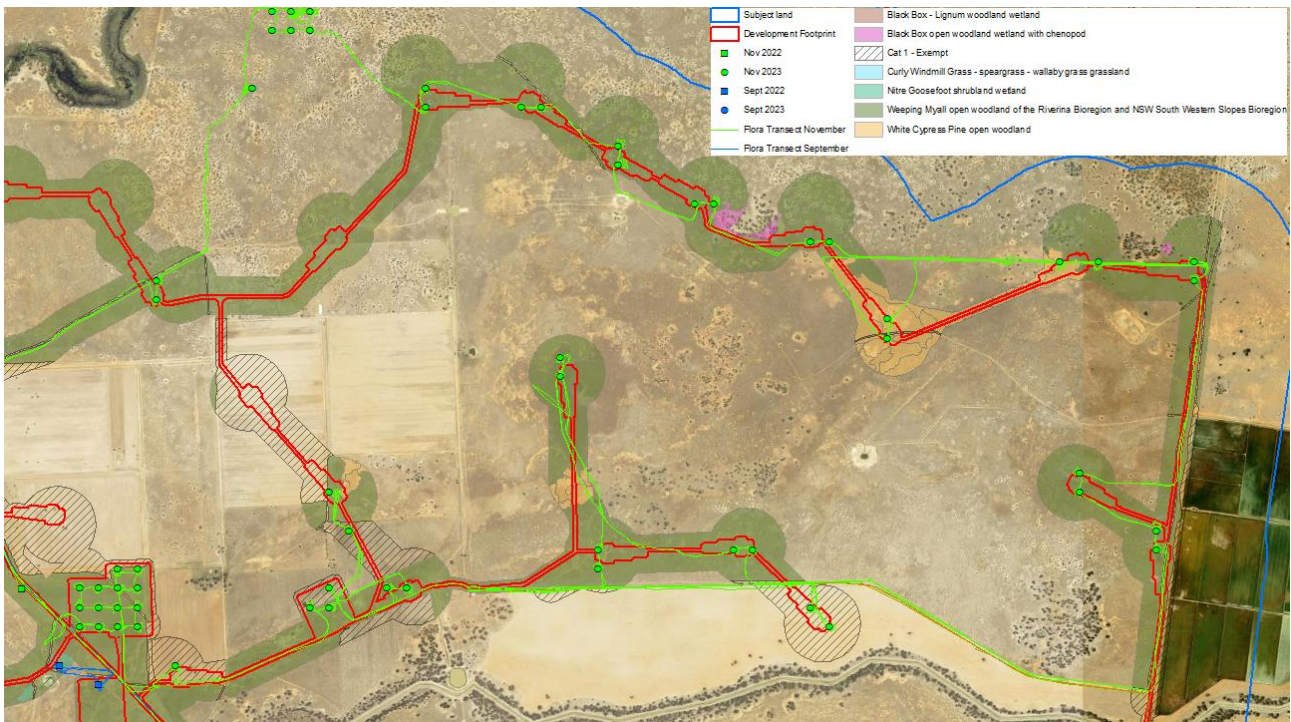 Subject land
Development Footprint
Nov 2022
Nov 2023
Sept 2022
Sept 2023
Flora Transect November
Flora Transect September
Black Box - Lignum woodland wetland
Black Box open woodland wetland with chenopod
Cat 1 - Exempt
Curly Windmill Grass - speargrass - wallaby grass grassland
Nitre Goosefoot shrubland wetland
Weeping Myall open woodland of the Riverina Bioregion and NSW South Western Slopes Bioregion
White Cypress Pine open woodland